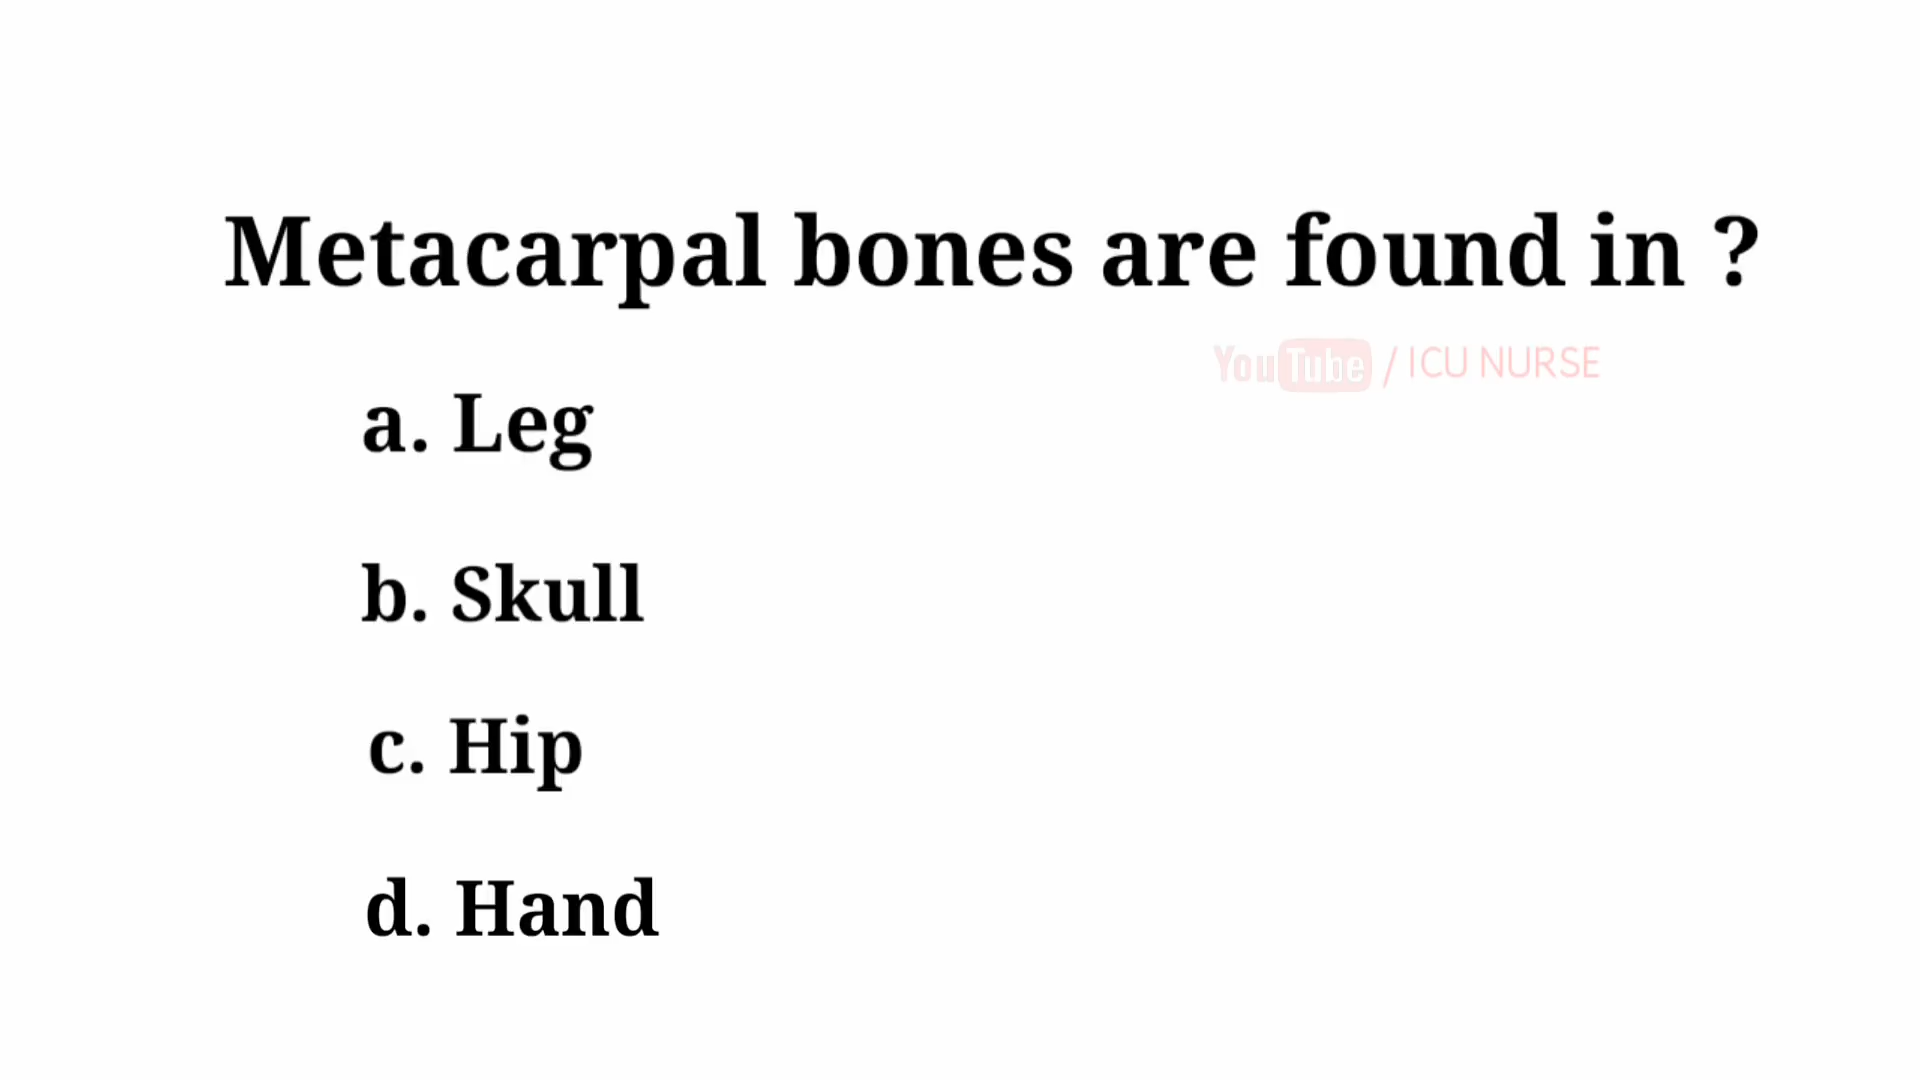 Metacarpal bones are found in ?
YouTube / ICU NURSE
a. Leg
b. Skull
c. Hip
d. Hand